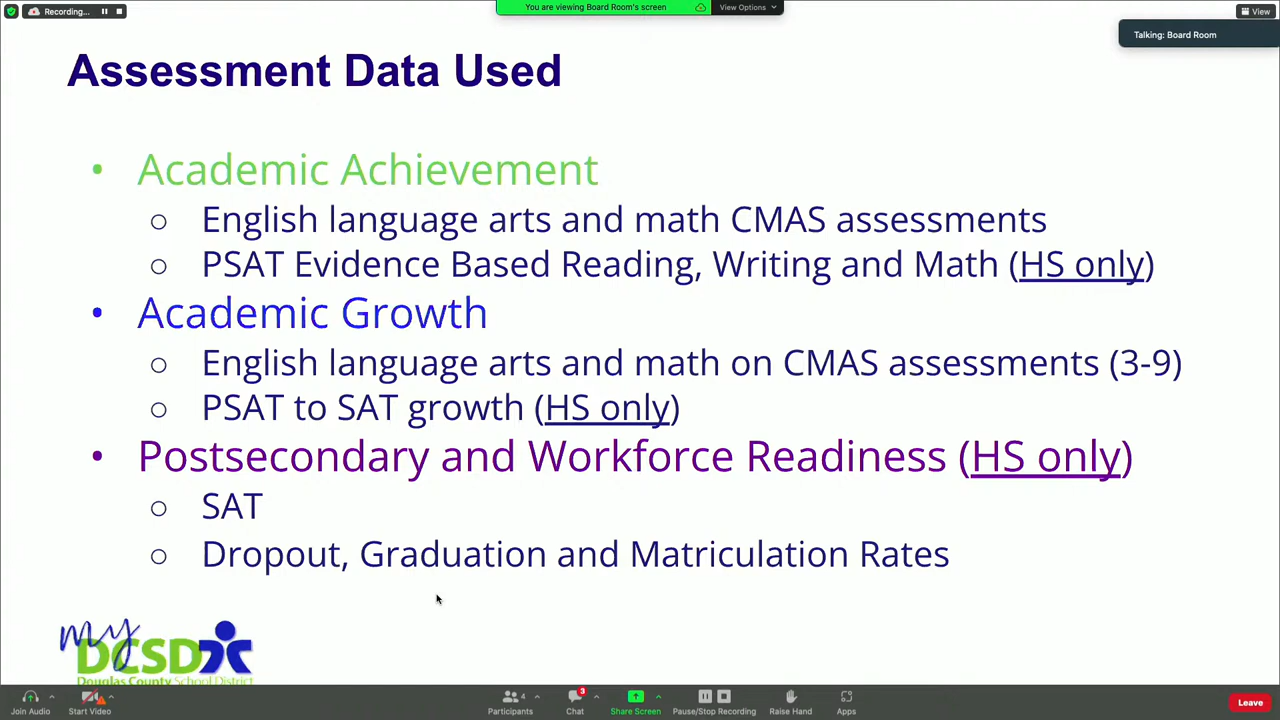 Recording...
You are viewing Board Room's screen
View Options
View
Talking: Board Room
Assessment Data Used
• Academic Achievement
○ English language arts and math CMAS assessments
○ PSAT Evidence Based Reading, Writing and Math (HS only)
• Academic Growth
○ English language arts and math on CMAS assessments (3-9)
○ PSAT to SAT growth (HS only)
• Postsecondary and Workforce Readiness (HS only)
○ SAT
○ Dropout, Graduation and Matriculation Rates
my
DCSD
Douglas County School District
Join Audio
Start Video
4
Participants
3
Chat
Share Screen
Pause/Stop Recording
Raise Hand
Apps
Leave